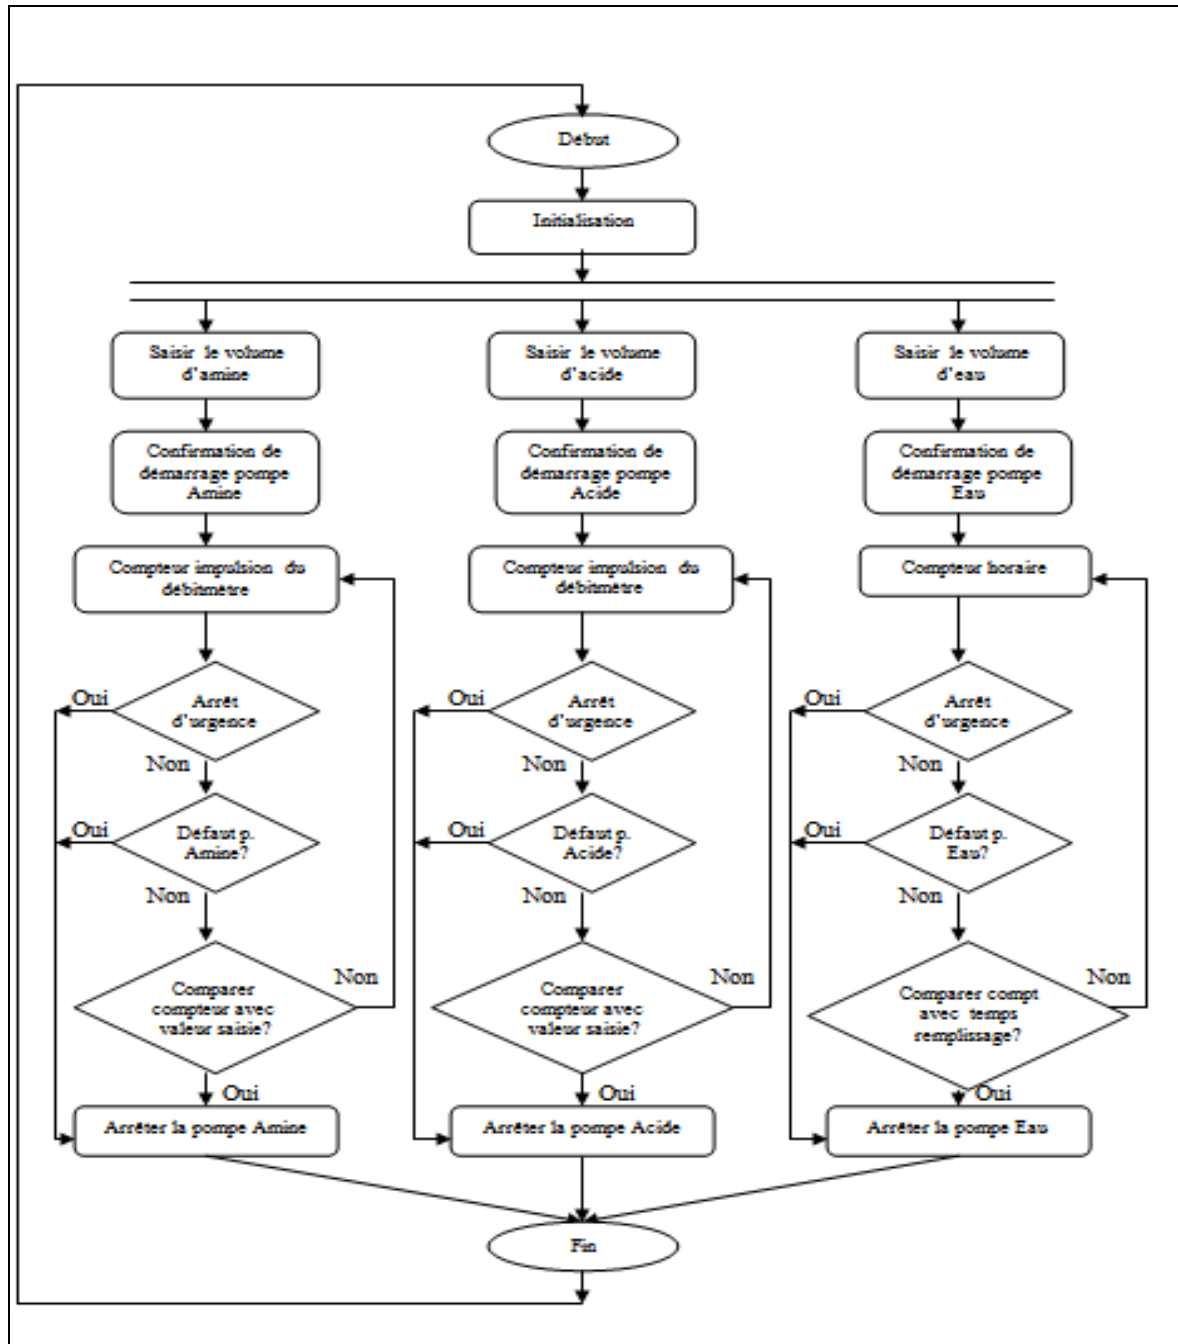 Début
Initialisation
Saisir le volume
d'amine
Saisir le volume
d'acide
Saisir le volume
d'eau
Confirmation de
démarrage pompe
Amine
Confirmation de
démarrage pompe
Acide
Confirmation de
démarrage pompe
Eau
Compteur impulsion du
débitmètre
Compteur impulsion du
débitmètre
Compteur horaire
Oui
Arrêt
d'urgence
Non
Oui
Arrêt
d'urgence
Non
Oui
Arrêt
d'urgence
Non
Oui
Défaut p.
Amine?
Non
Oui
Défaut p.
Acide?
Non
Oui
Défaut p.
Eau?
Non
Comparer
compteur avec
valeur saisie?
Non
Oui
Comparer
compteur avec
valeur saisie?
Non
Oui
Comparer compt
avec temps
remplissage?
Non
Oui
Arrêter la pompe Amine
Arrêter la pompe Acide
Arrêter la pompe Eau
Fin